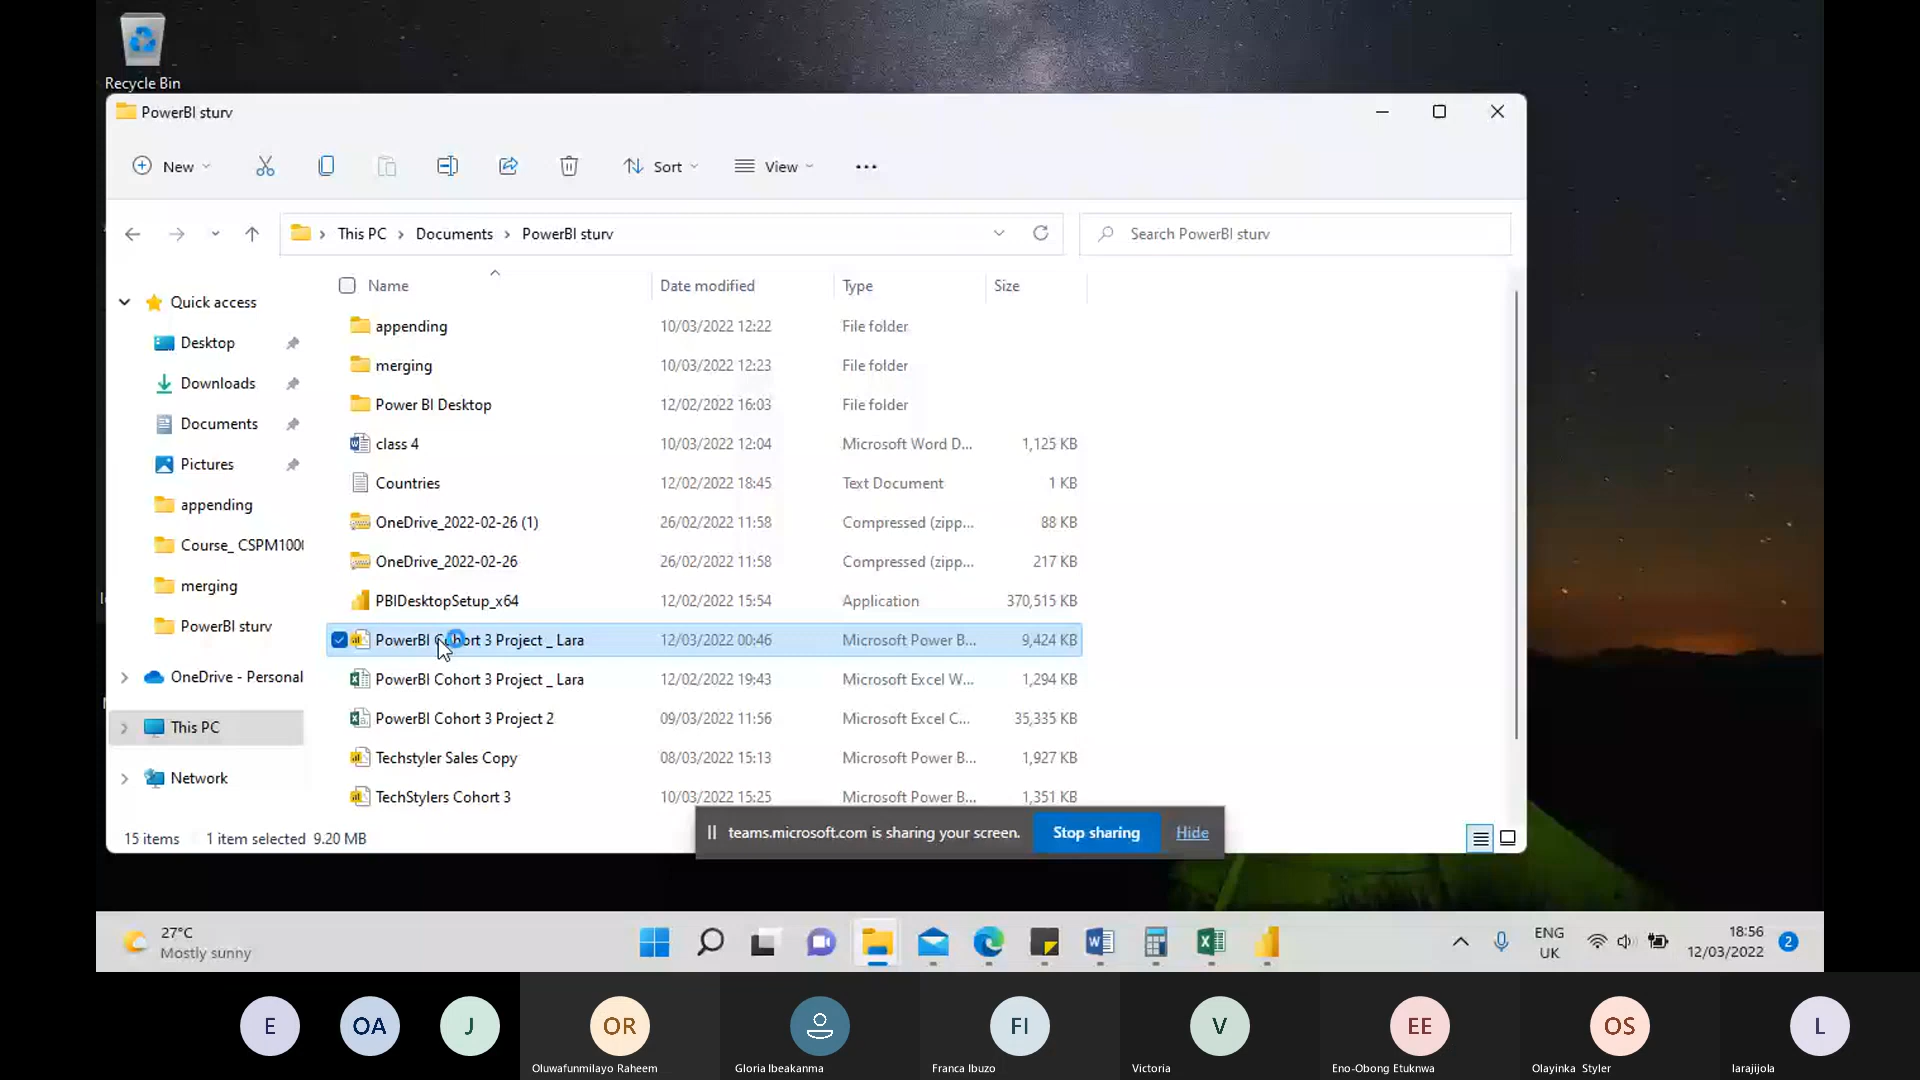 Recycle Bin
PowerBI sturv
New
Sort
View
This PC > Documents > PowerBI sturv
Search PowerBI sturv
Name Date modified Type Size
Quick access
Desktop
Downloads
Documents
Pictures
appending
Course_ CSPM100
merging
PowerBI sturv
OneDrive - Personal
This PC
Network
appending 10/03/2022 12:22 File folder
merging 10/03/2022 12:23 File folder
Power BI Desktop 12/02/2022 16:03 File folder
class 4 10/03/2022 12:04 Microsoft Word D... 1,125 KB
Countries 12/02/2022 18:45 Text Document 1 KB
OneDrive_2022-02-26 (1) 26/02/2022 11:58 Compressed (zipp... 88 KB
OneDrive_2022-02-26 26/02/2022 11:58 Compressed (zipp... 217 KB
PBIDesktopSetup_x64 12/02/2022 15:54 Application 370,515 KB
PowerBI Cohort 3 Project _ Lara 12/03/2022 00:46 Microsoft Power B... 9,424 KB
PowerBI Cohort 3 Project _ Lara 12/02/2022 19:43 Microsoft Excel W... 1,294 KB
PowerBI Cohort 3 Project 2 09/03/2022 11:56 Microsoft Excel C... 35,335 KB
Techstyler Sales Copy 08/03/2022 15:13 Microsoft Power B... 1,927 KB
TechStylers Cohort 3 10/03/2022 15:25 Microsoft Power B... 1,351 KB
15 items 1 item selected 9.20 MB
teams.microsoft.com is sharing your screen. Stop sharing Hide
27°C
Mostly sunny
ENG
UK
18:56
12/03/2022
2
E OA J OR FI V EE OS L
Oluwafunmilayo Raheem Gloria Ibeakanma Franca Ibuzo Victoria Eno-Obong Etuknwa Olayinka Styler larajijola